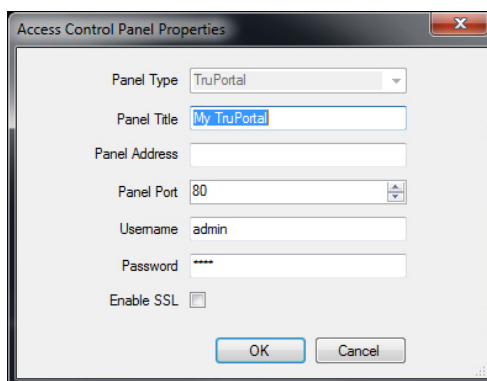 Access Control Panel Properties
Panel Type TruPortal
Panel Title My TruPortal
Panel Address
Panel Port 80
Username admin
Password ****
Enable SSL
OK Cancel